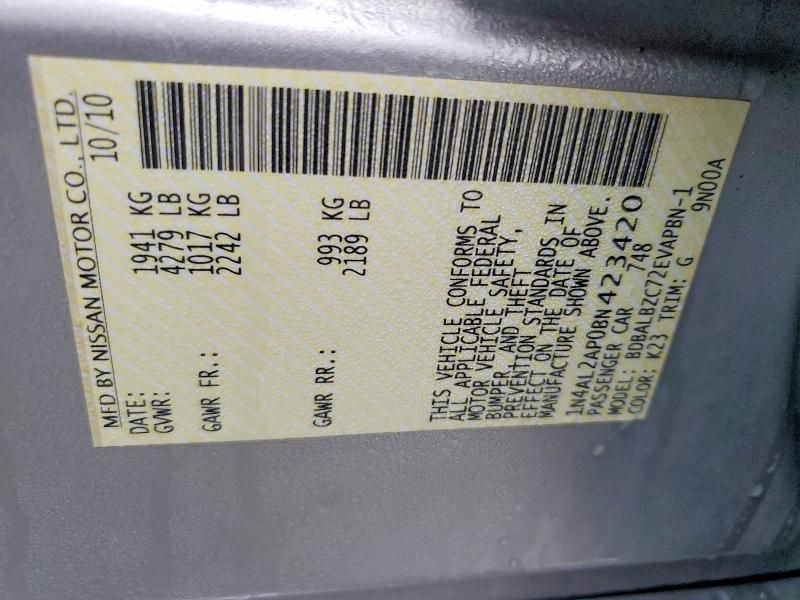 MFD BY NISSAN MOTOR CO., LTD.
DATE: 10/10
GVWR: 1941 KG
4279 LB
GAWR FR.: 1017 KG
2242 LB
GAWR RR.: 993 KG
2189 LB
THIS VEHICLE CONFORMS TO
ALL APPLICABLE FEDERAL
MOTOR VEHICLE SAFETY,
BUMPER, AND THEFT
PREVENTION STANDARDS IN
EFFECT ON THE DATE OF
MANUFACTURE SHOWN ABOVE.
1N4AL2AP0BN423420
PASSENGER CAR 748
MODEL: BDBALBZC72EVAPBN-1
COLOR: K23 TRIM: G 9N00A